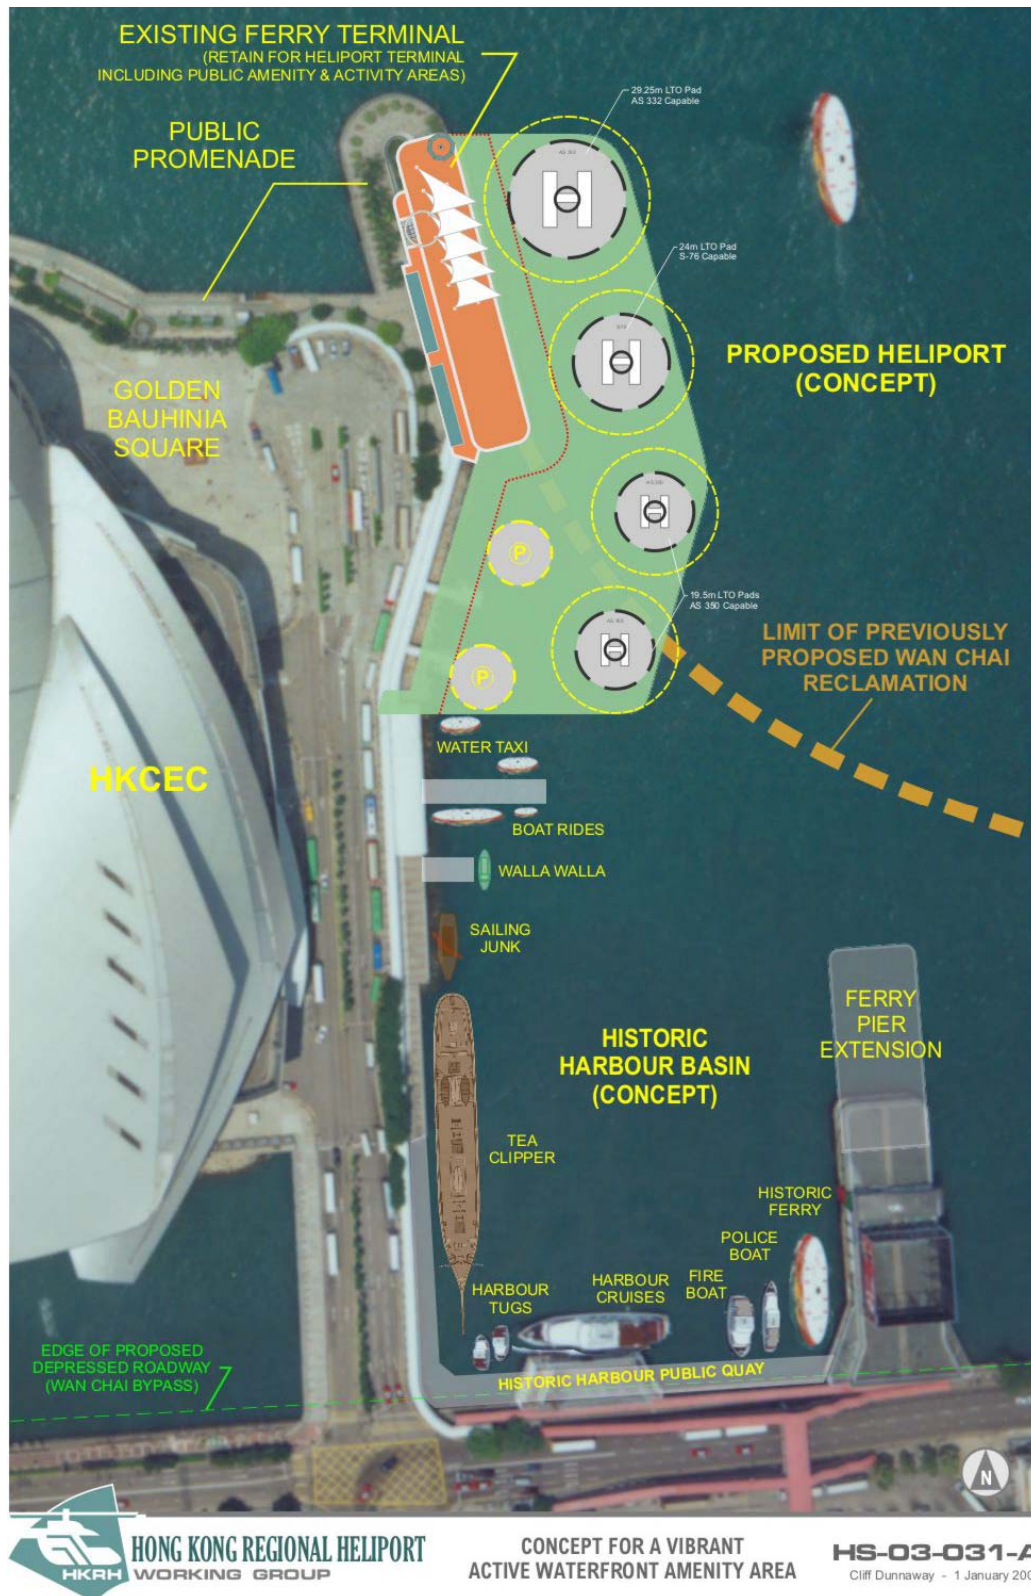 EXISTING FERRY TERMINAL
(RETAIN FOR HELIPORT TERMINAL
INCLUDING PUBLIC AMENITY & ACTIVITY AREAS)
29.25m LTO Pad
AS 332 Capable
PUBLIC
PROMENADE
24m LTO Pad
S-76 Capable
PROPOSED HELIPORT
(CONCEPT)
GOLDEN
BAUHINIA
SQUARE
H
H
H
H
P
P
19.5m LTO Pads
AS 350 Capable
LIMIT OF PREVIOUSLY
PROPOSED WAN CHAI
RECLAMATION
WATER TAXI
HKCEC
BOAT RIDES
WALLA WALLA
SAILING
JUNK
FERRY
PIER
EXTENSION
HISTORIC
HARBOUR BASIN
(CONCEPT)
TEA
CLIPPER
HISTORIC
FERRY
POLICE
BOAT
HARBOUR
TUGS
HARBOUR
CRUISES
FIRE
BOAT
EDGE OF PROPOSED
DEPRESSED ROADWAY
(WAN CHAI BYPASS)
HISTORIC HARBOUR PUBLIC QUAY
N
HKRH
HONG KONG REGIONAL HELIPORT
WORKING GROUP
CONCEPT FOR A VIBRANT
ACTIVE WATERFRONT AMENITY AREA
HS-03-031-A
Cliff Dunnaway - 1 January